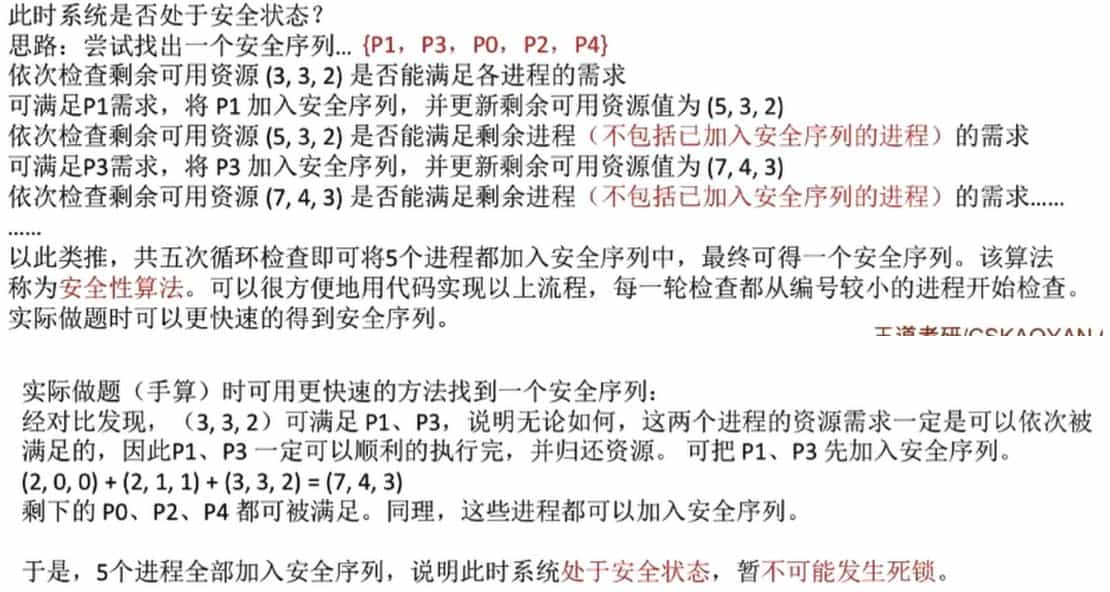 此时系统是否处于安全状态？
思路：尝试找出一个安全序列... {P1，P3，P0，P2，P4}
依次检查剩余可用资源 (3, 3, 2) 是否能满足各进程的需求
可满足P1需求，将 P1 加入安全序列，并更新剩余可用资源值为 (5, 3, 2)
依次检查剩余可用资源 (5, 3, 2) 是否能满足剩余进程（不包括已加入安全序列的进程）的需求
可满足P3需求，将 P3 加入安全序列，并更新剩余可用资源值为 (7, 4, 3)
依次检查剩余可用资源 (7, 4, 3) 是否能满足剩余进程（不包括已加入安全序列的进程）的需求......
......
以此类推，共五次循环检查即可将5个进程都加入安全序列中，最终可得一个安全序列。该算法
称为安全性算法。可以很方便地用代码实现以上流程，每一轮检查都从编号较小的进程开始检查。
实际做题时可以更快速的得到安全序列。
王道考研/CSKAOYAN
实际做题（手算）时可用更快速的方法找到一个安全序列：
经对比发现，（3, 3, 2）可满足 P1、P3，说明无论如何，这两个进程的资源需求一定是可以依次被
满足的，因此P1、P3 一定可以顺利的执行完，并归还资源。 可把 P1、P3 先加入安全序列。
(2, 0, 0) + (2, 1, 1) + (3, 3, 2) = (7, 4, 3)
剩下的 P0、P2、P4 都可被满足。同理，这些进程都可以加入安全序列。
于是，5个进程全部加入安全序列，说明此时系统处于安全状态，暂不可能发生死锁。